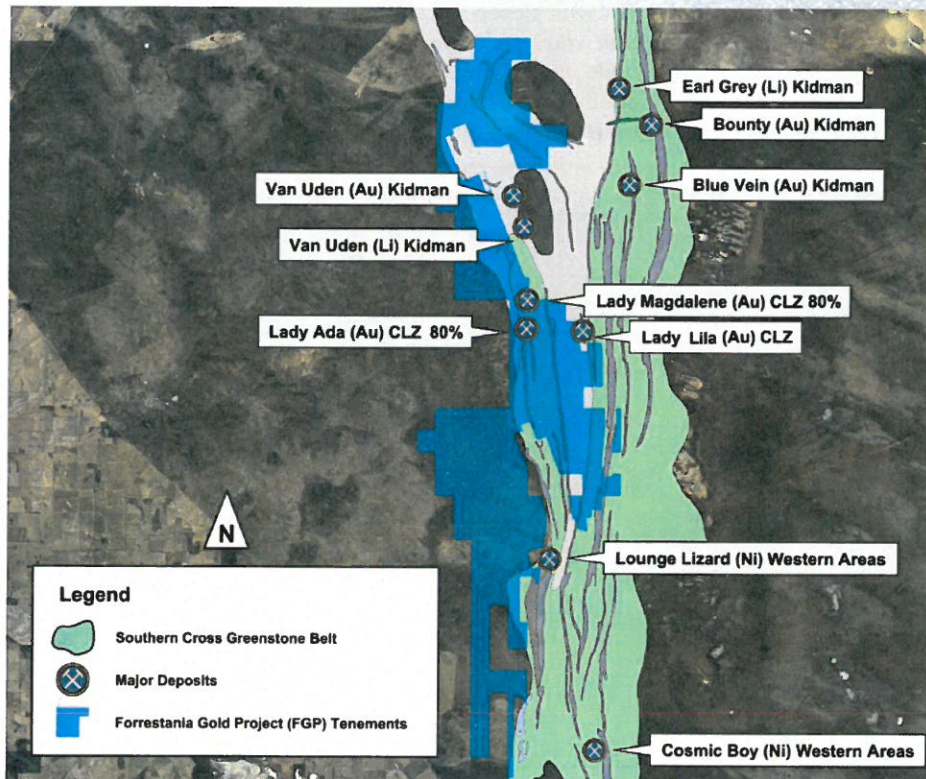 Earl Grey (Li) Kidman
Bounty (Au) Kidman
Van Uden (Au) Kidman
Blue Vein (Au) Kidman
Van Uden (Li) Kidman
Lady Magdalene (Au) CLZ 80%
Lady Ada (Au) CLZ 80%
Lady Lila (Au) CLZ
N
Lounge Lizard (Ni) Western Areas
Legend
Southern Cross Greenstone Belt
Major Deposits
Forrestania Gold Project (FGP) Tenements
Cosmic Boy (Ni) Western Areas